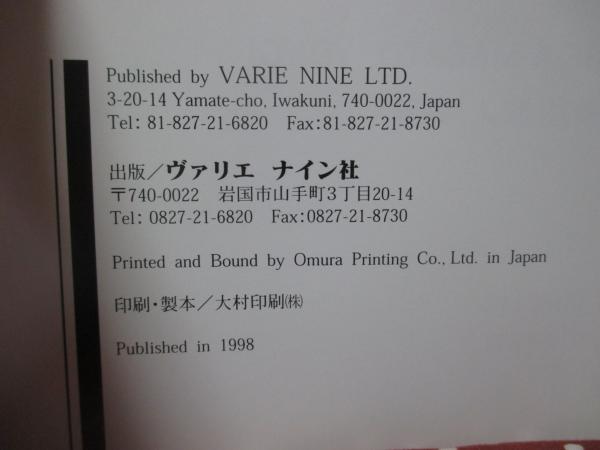 Published by VARIE NINE LTD.
3-20-14 Yamate-cho, Iwakuni, 740-0022, Japan
Tel: 81-827-21-6820 Fax:81-827-21-8730
出版／ヴァリエ ナイン社
〒740-0022 岩国市山手町3丁目20-14
Tel: 0827-21-6820 Fax:0827-21-8730
Printed and Bound by Omura Printing Co., Ltd. in Japan
印刷・製本／大村印刷㈱
Published in 1998